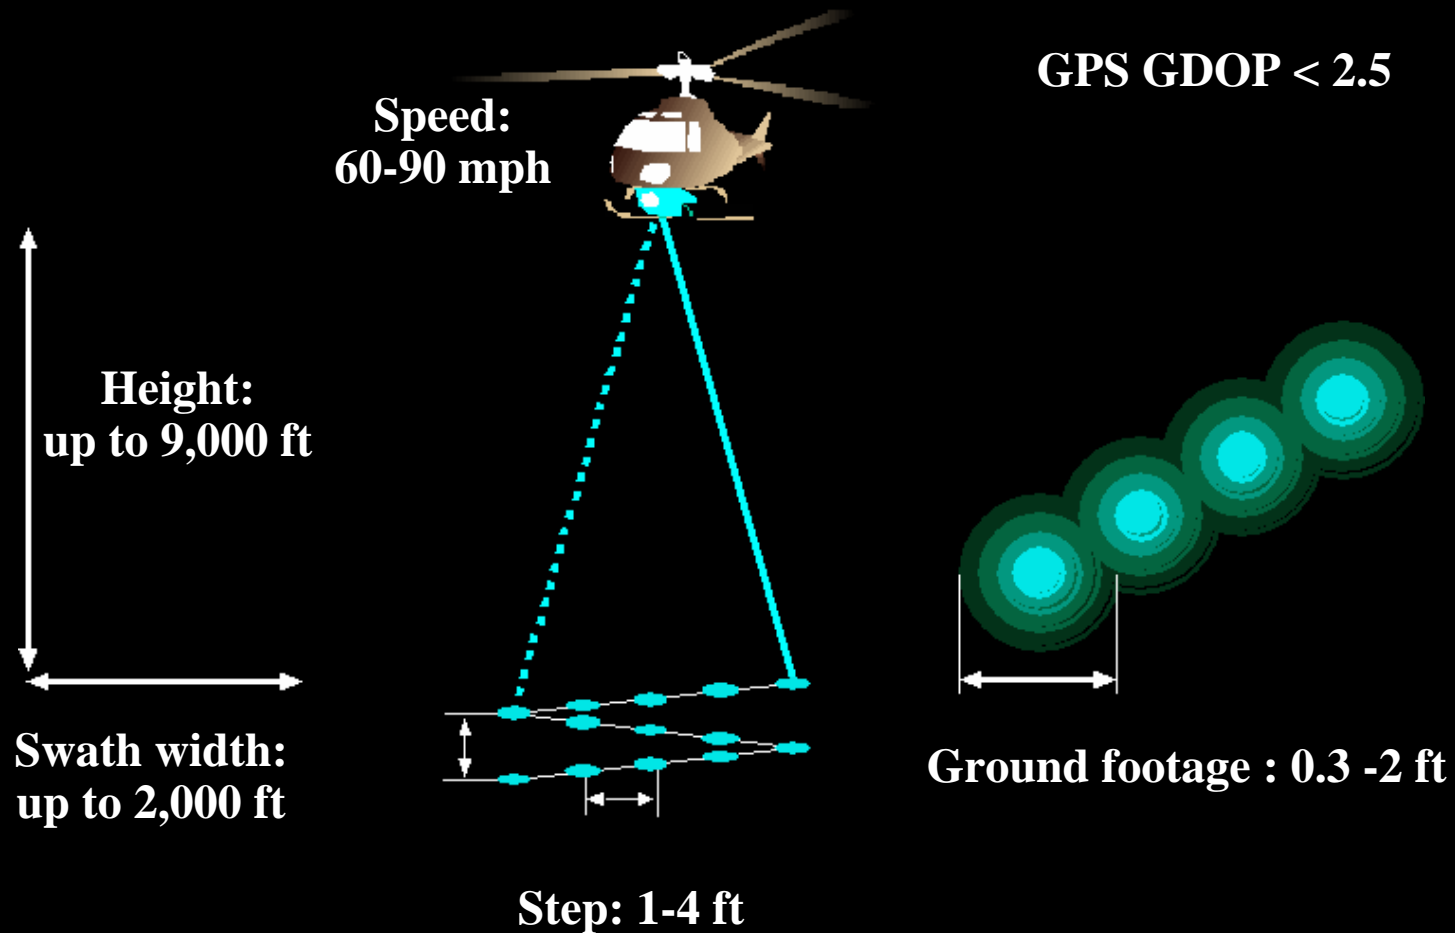 GPS GDOP < 2.5
Speed:
60-90 mph
Height:
up to 9,000 ft
Swath width:
up to 2,000 ft
Ground footage : 0.3 -2 ft
Step: 1-4 ft